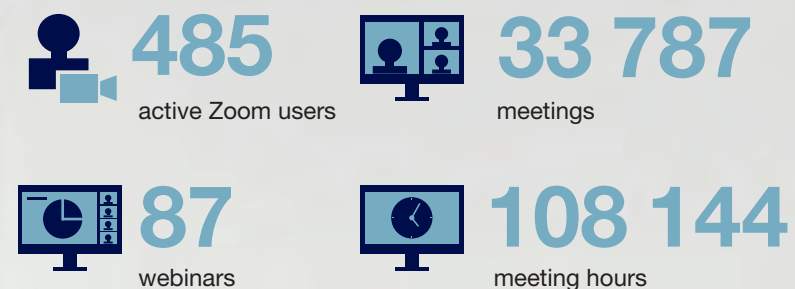 485
active Zoom users
33 787
meetings
87
webinars
108 144
meeting hours